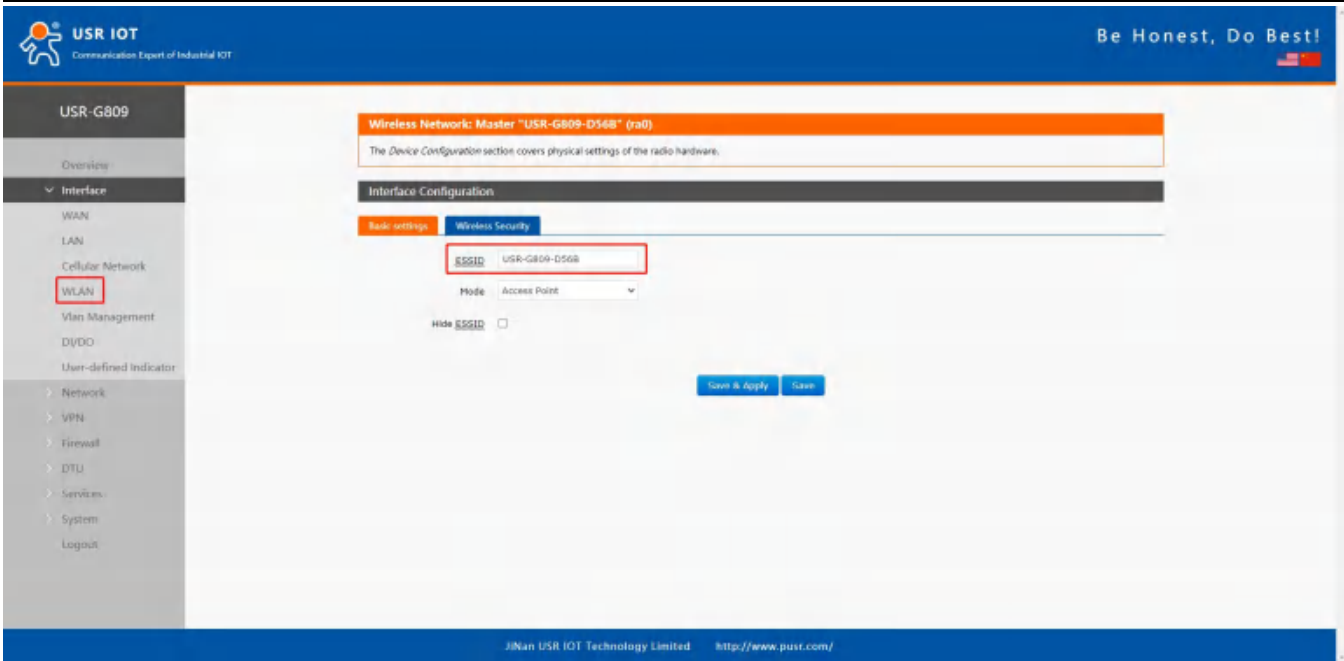 USR IOT
Communication Expert of Industrial IOT
Be Honest, Do Best!
USR-G809
Overview
Interface
WAN
LAN
Cellular Network
WLAN
Vlan Management
DI/DO
User-defined Indicator
Network
VPN
Firewall
DTU
Services
System
Logout
Wireless Network: Master "USR-G809-D56B" (ra0)
The Device Configuration section covers physical settings of the radio hardware.
Interface Configuration
Basic settings Wireless Security
ESSID USR-G809-D56B
Mode Access Point
Hide ESSID
Save & Apply Save
JiNan USR IOT Technology Limited http://www.pusr.com/